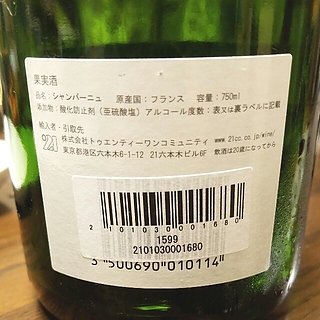 果実酒
品名：シャンパーニュ 原産国：フランス 容量：750ml
添加物：酸化防止剤（亜硫酸塩）アルコール度数：表又は裏ラベルに記載
輸入者・引取先
株式会社トゥエンティーワンコミュニティ www.21cc.co.jp/wine/
東京都港区六本木6-1-12 21六本木ビル6F 飲酒は20歳になってから
2 101030 001680
1599
2101030001680
3 500690 010114